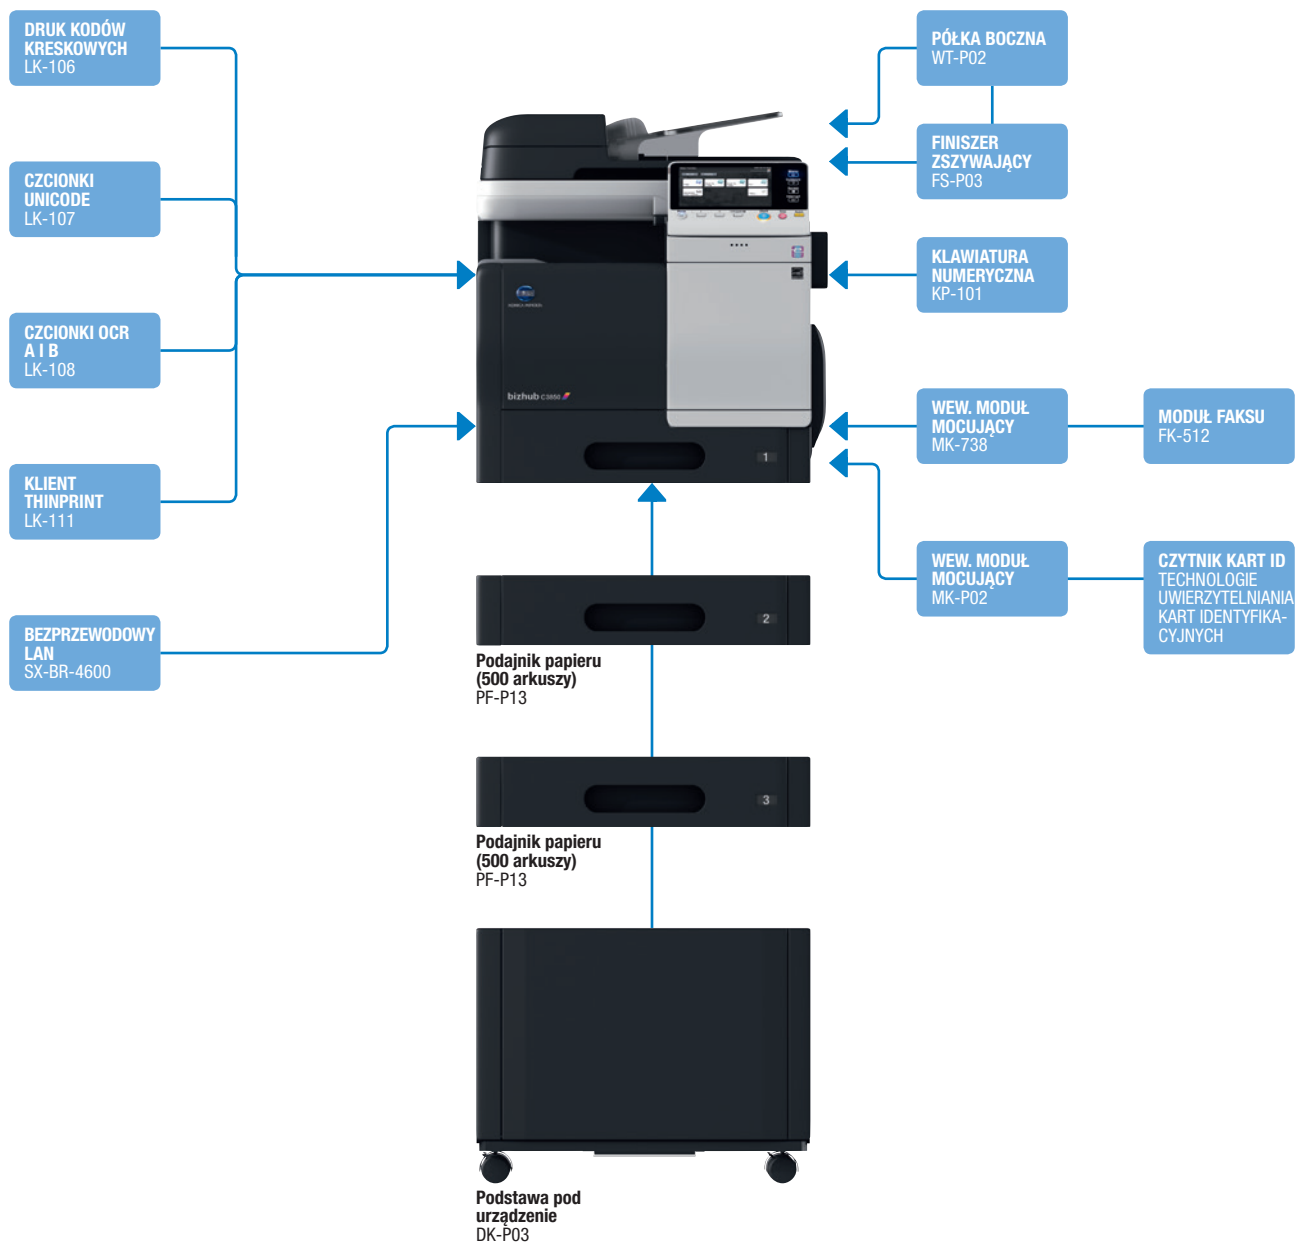 DRUK KODÓW
KRESKOWYCH
LK-106
CZCIONKI
UNICODE
LK-107
CZCIONKI OCR
A I B
LK-108
KLIENT
THINPRINT
LK-111
BEZPRZEWODOWY
LAN
SX-BR-4600
KONICA MINOLTA
bizhub C3850
1
2
Podajnik papieru
(500 arkuszy)
PF-P13
3
Podajnik papieru
(500 arkuszy)
PF-P13
Podstawa pod
urządzenie
DK-P03
PÓŁKA BOCZNA
WT-P02
FINISZER
ZSZYWAJĄCY
FS-P03
KLAWIATURA
NUMERYCZNA
KP-101
WEW. MODUŁ
MOCUJĄCY
MK-738
MODUŁ FAKSU
FK-512
WEW. MODUŁ
MOCUJĄCY
MK-P02
CZYTNIK KART ID
TECHNOLOGIE
UWIERZYTELNIANIA
KART IDENTYFIKA-
CYJNYCH